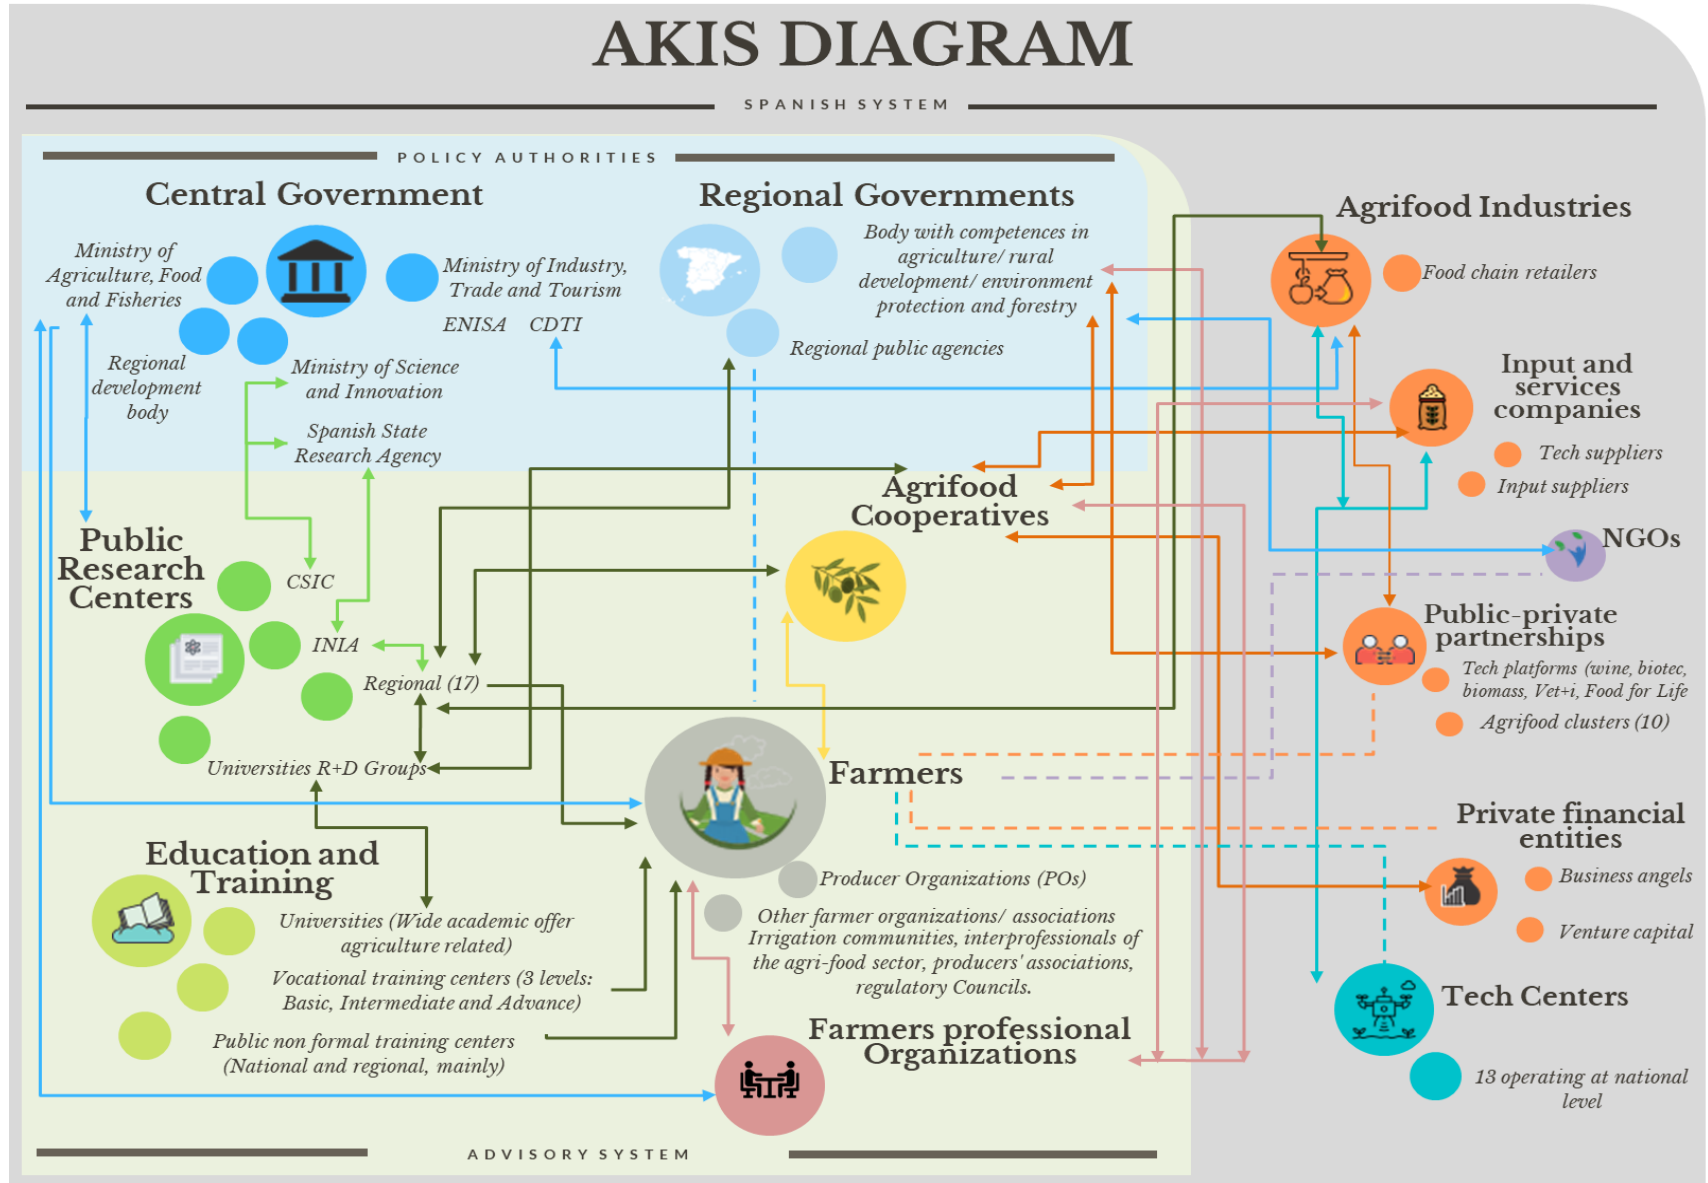 AKIS DIAGRAM
SPANISH SYSTEM
POLICY AUTHORITIES
Central Government
Ministry of
Agriculture, Food
and Fisheries
Ministry of Industry,
Trade and Tourism
ENISA CDTI
Regional
development
body
Ministry of Science
and Innovation
Spanish State
Research Agency
Regional Governments
Body with competences in
agriculture/ rural
development/ environment
protection and forestry
Regional public agencies
Agrifood Industries
Food chain retailers
Input and
services
companies
Tech suppliers
Input suppliers
NGOs
Public-private
partnerships
Tech platforms (wine, biotec,
biomass, Vet+i, Food for Life
Agrifood clusters (10)
Private financial
entities
Business angels
Venture capital
Tech Centers
13 operating at national
level
Agrifood
Cooperatives
Public
Research
Centers
CSIC
INIA
Regional (17)
Universities R+D Groups
Farmers
Producer Organizations (POs)
Other farmer organizations/ associations
Irrigation communities, interprofessionals of
the agri-food sector, producers' associations,
regulatory Councils.
Education and
Training
Universities (Wide academic offer
agriculture related)
Vocational training centers (3 levels:
Basic, Intermediate and Advance)
Public non formal training centers
(National and regional, mainly)
Farmers professional
Organizations
ADVISORY SYSTEM